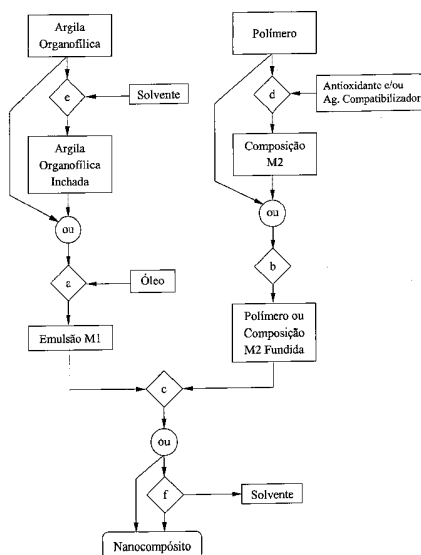 Argila
Organofílica
e
Solvente
Argila
Organofílica
Inchada
ou
a
Óleo
Emulsão M1
Polímero
d
Antioxidante e/ou
Ag. Compatibilizador
Composição
M2
ou
b
Polímero ou
Composição
M2 Fundida
c
ou
f
Solvente
Nanocompósito